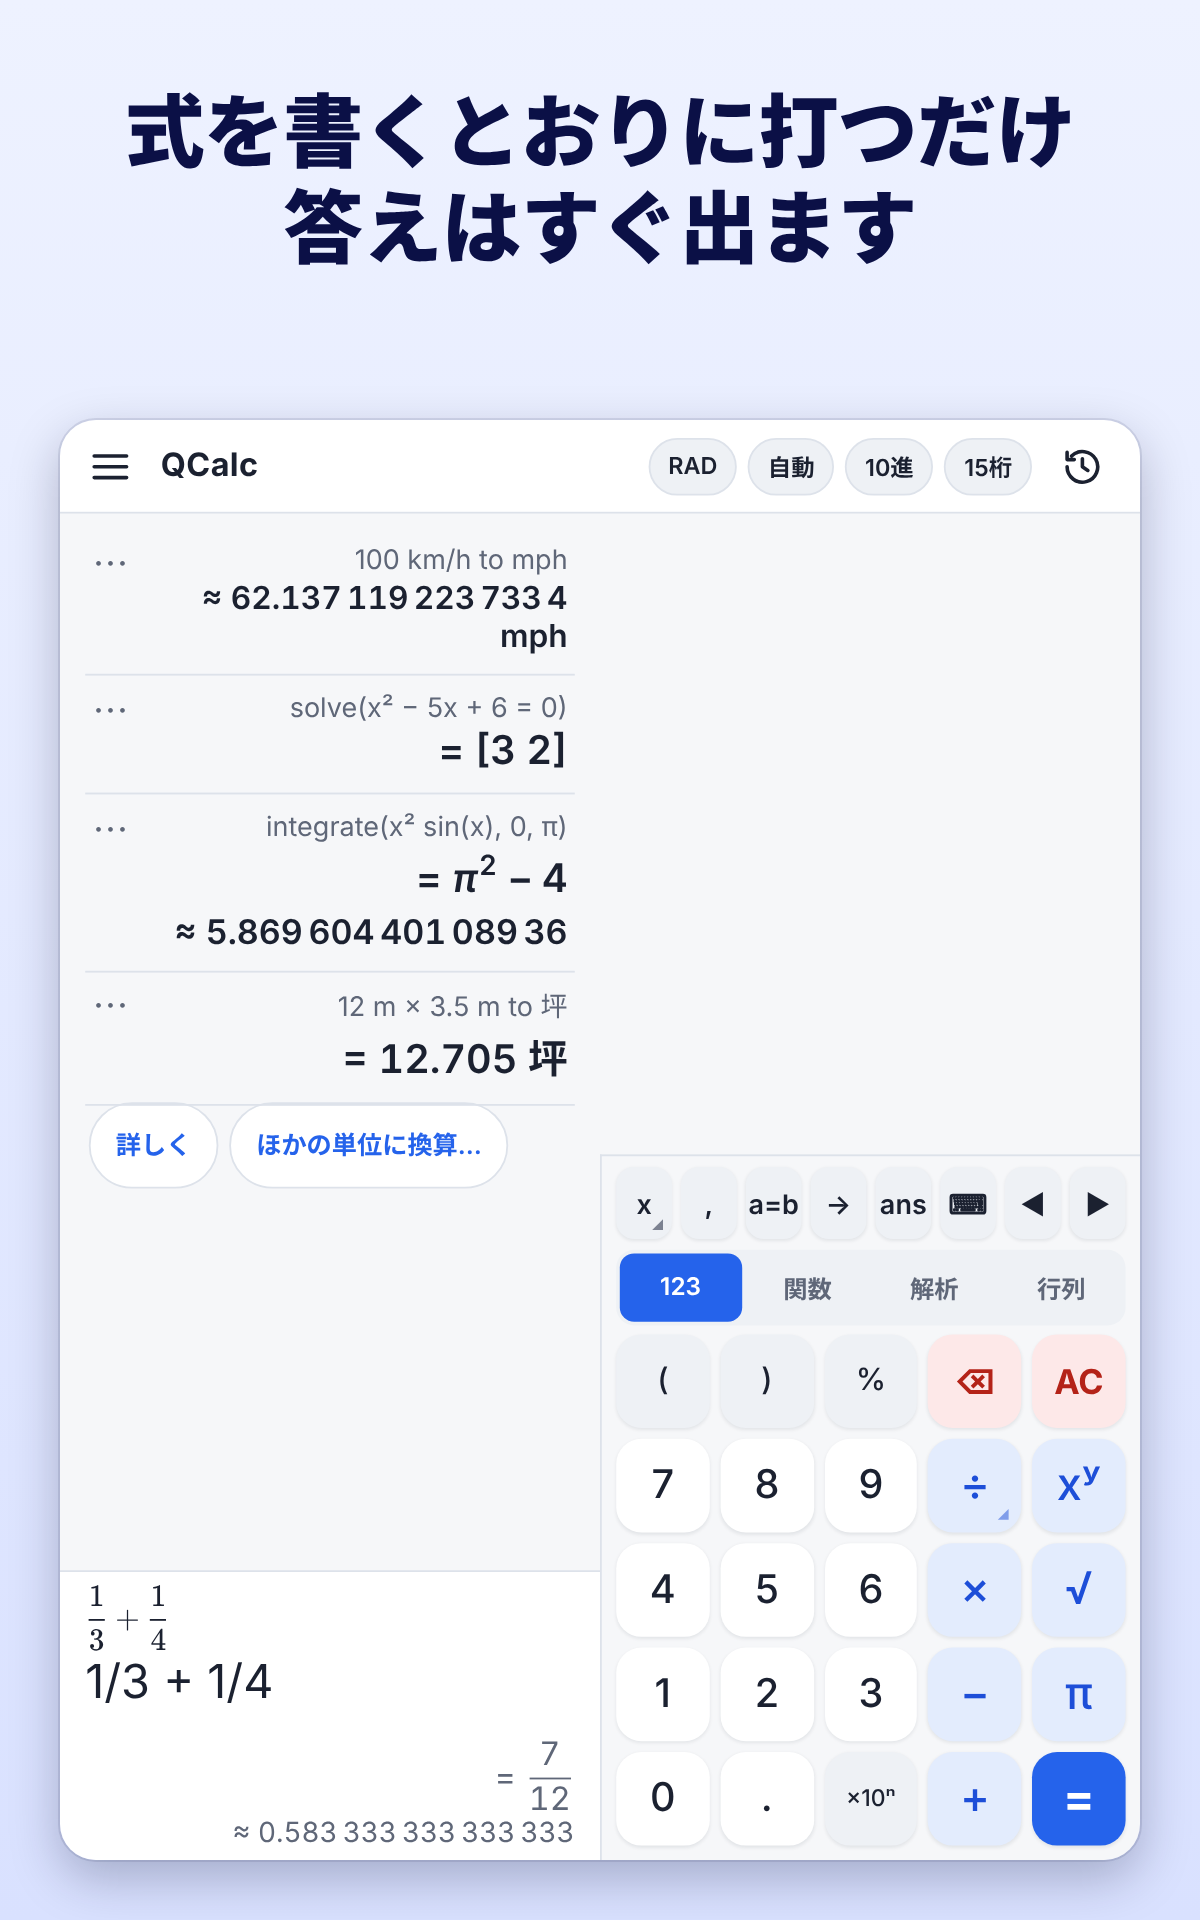 式を書くとおりに打つだけ
答えはすぐ出ます
QCalc
RAD 自動 10進 15桁
… 100 km/h to mph
≈ 62.137 119 223 733 4
mph
… solve(x² − 5x + 6 = 0)
= [3 2]
… integrate(x² sin(x), 0, π)
= π² − 4
≈ 5.869 604 401 089 36
… 12 m × 3.5 m to 坪
= 12.705 坪
詳しく ほかの単位に換算…
1/3 + 1/4
1/3 + 1/4
= 7/12
≈ 0.583 333 333 333 333
x , a=b → ans ⌨ ◀ ▶
123 関数 解析 行列
( ) % ⌫ AC
7 8 9 ÷ xʸ
4 5 6 × √
1 2 3 − π
0 . ×10ⁿ + =